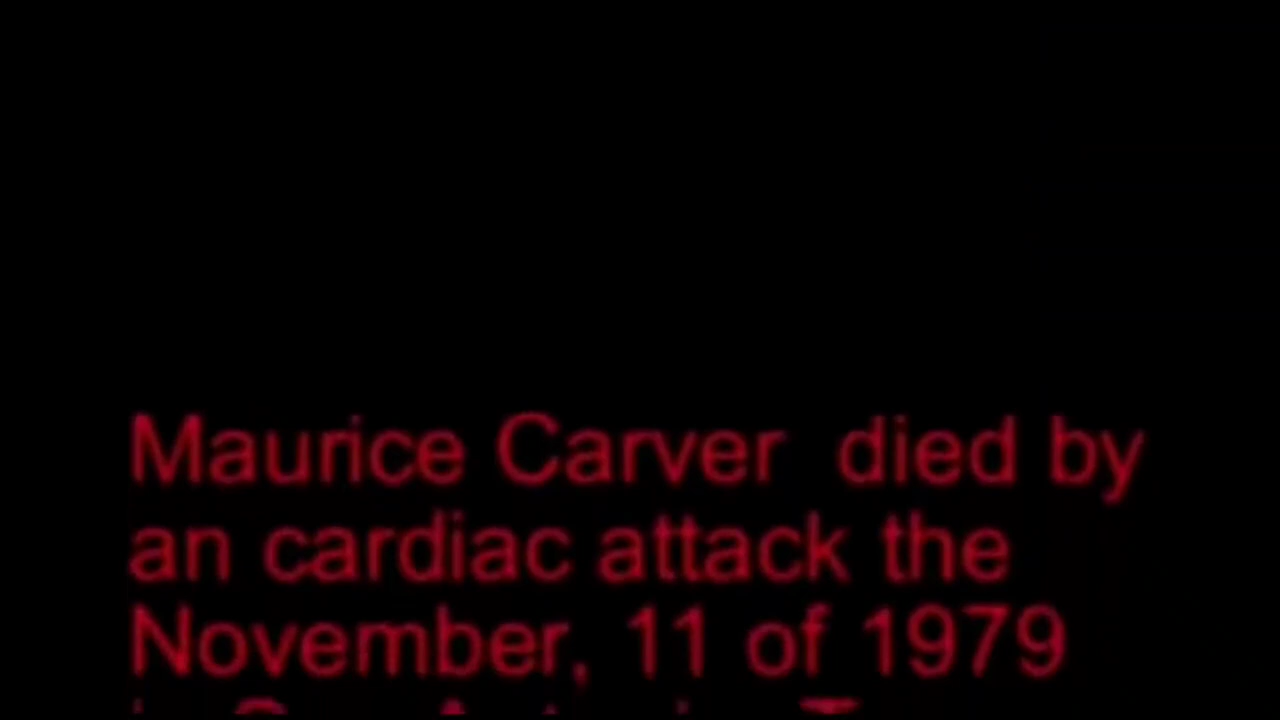 Maurice Carver died by
an cardiac attack the
November, 11 of 1979